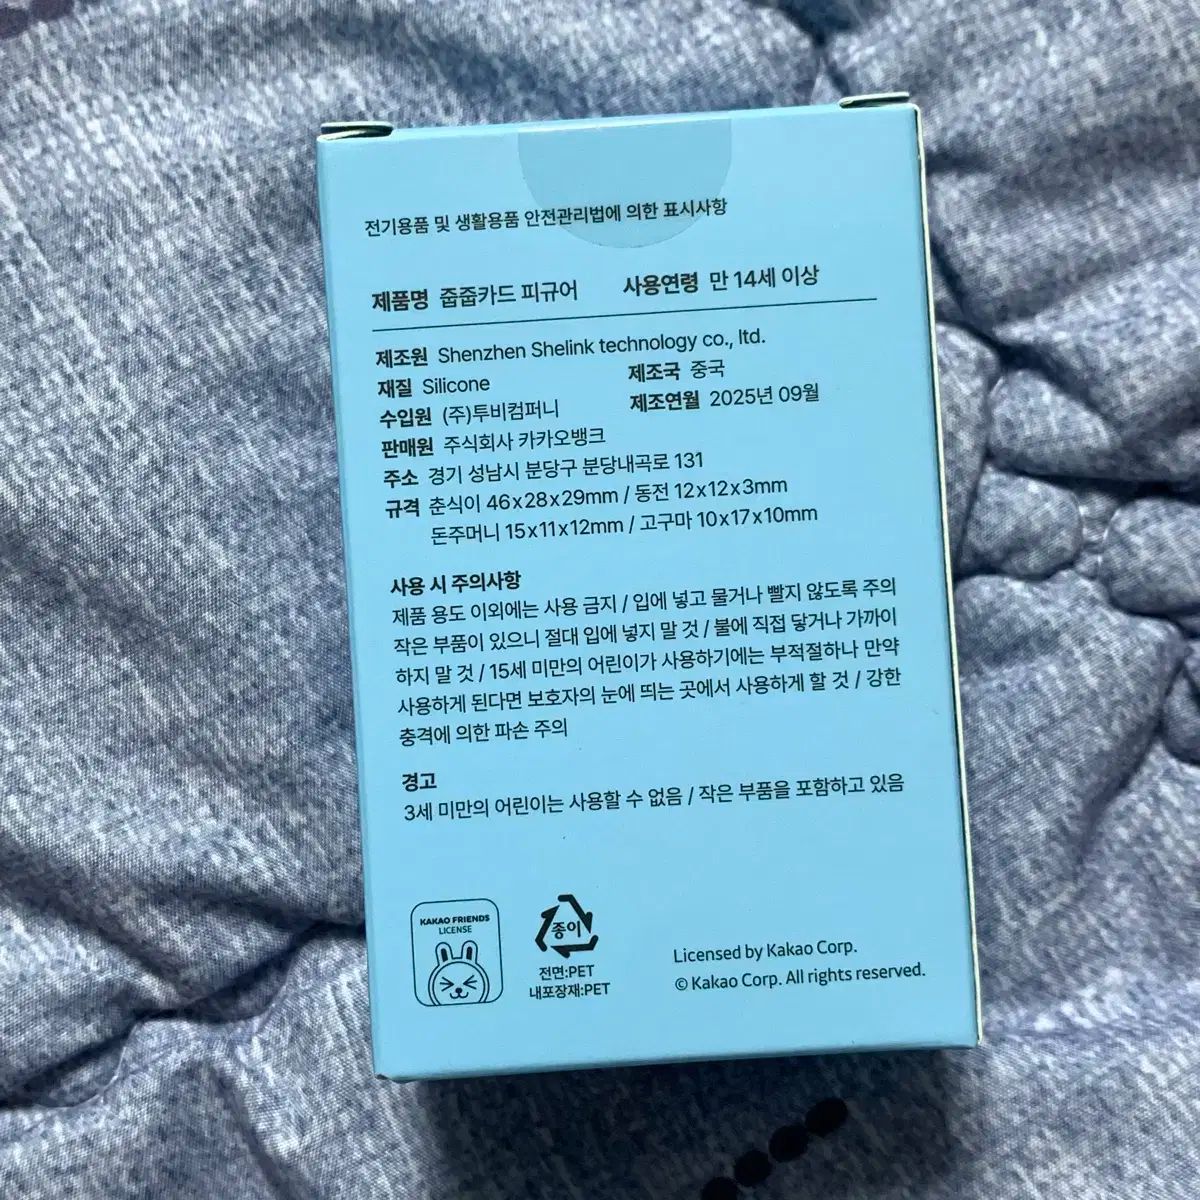 전기용품 및 생활용품 안전관리법에 의한 표시사항
제품명 줍줍카드 피규어 사용연령 만 14세 이상
제조원 Shenzhen Shelink technology co., ltd.
재질 Silicone 제조국 중국
수입원 (주)투비컴퍼니 제조연월 2025년 09월
판매원 주식회사 카카오뱅크
주소 경기 성남시 분당구 분당내곡로 131
규격 춘식이 46x28x29mm / 동전 12x12x3mm
돈주머니 15x11x12mm / 고구마 10x17x10mm
사용 시 주의사항
제품 용도 이외에는 사용 금지 / 입에 넣고 물거나 빨지 않도록 주의
작은 부품이 있으니 절대 입에 넣지 말 것 / 불에 직접 닿거나 가까이
하지 말 것 / 15세 미만의 어린이가 사용하기에는 부적절하나 만약
사용하게 된다면 보호자의 눈에 띄는 곳에서 사용하게 할 것 / 강한
충격에 의한 파손 주의
경고
3세 미만의 어린이는 사용할 수 없음 / 작은 부품을 포함하고 있음
KAKAO FRIENDS
LICENSE
종이
전면:PET
내포장재:PET
Licensed by Kakao Corp.
© Kakao Corp. All rights reserved.